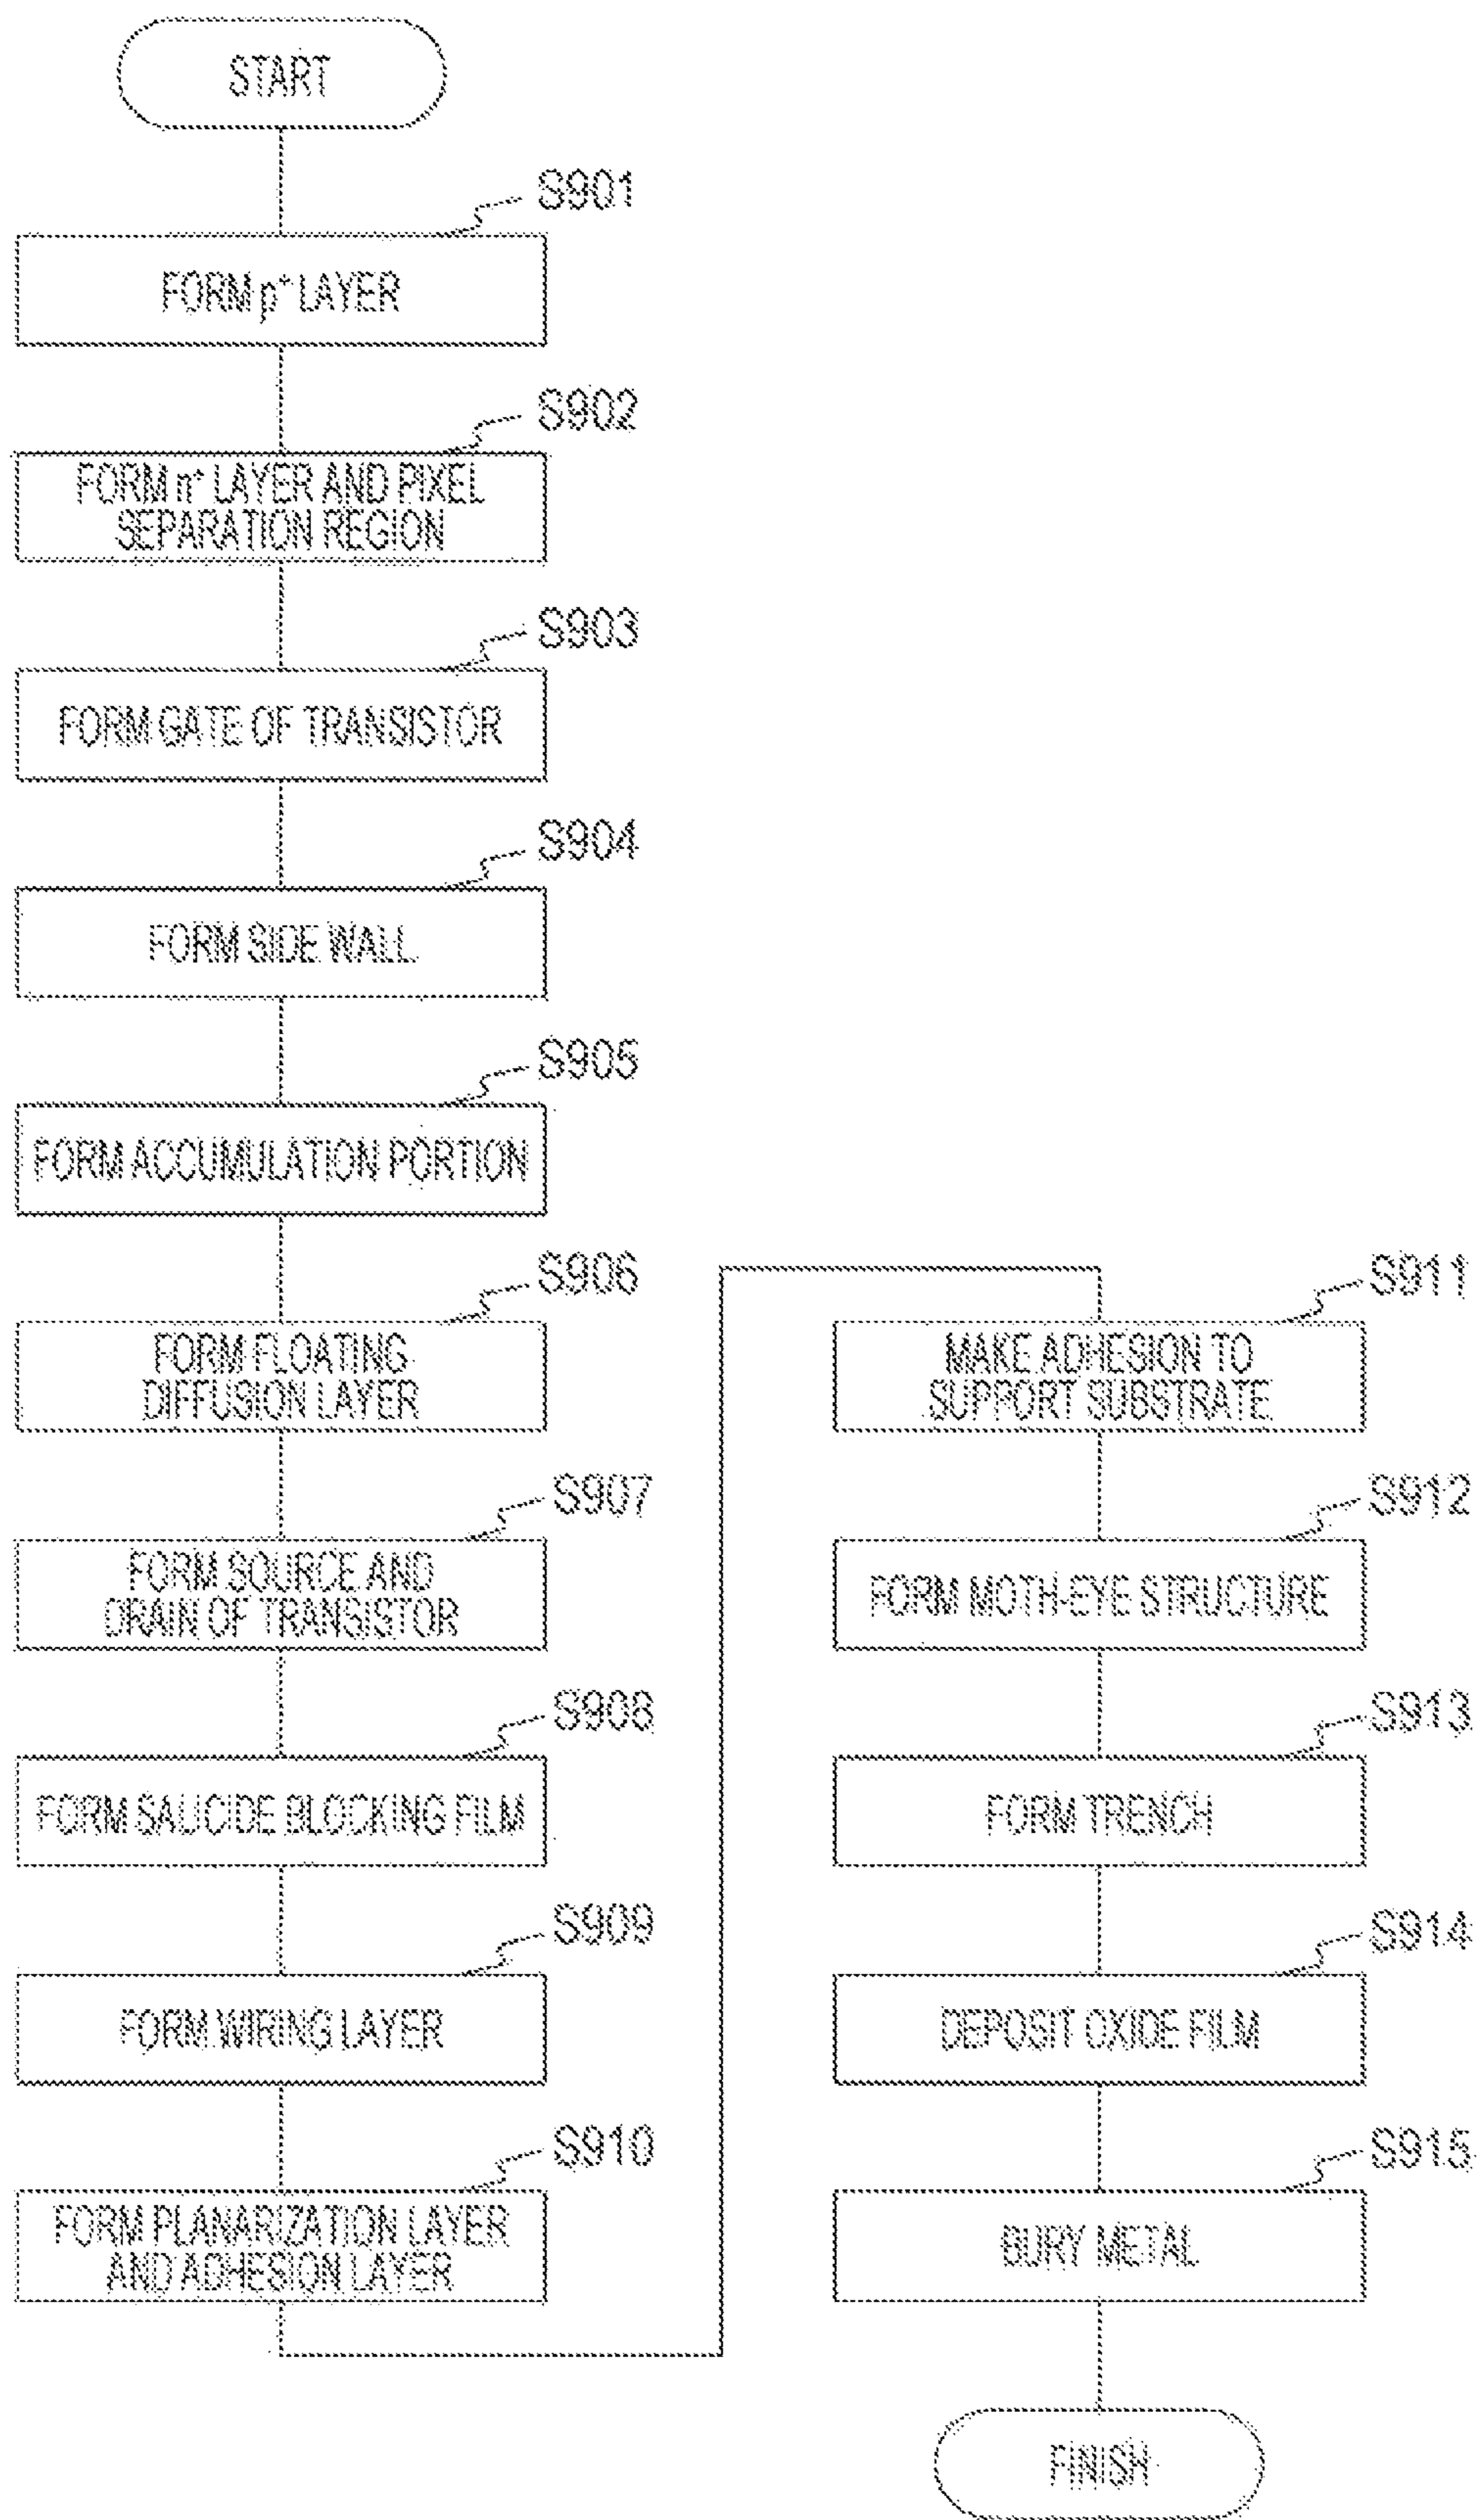 START
S901
FORM p+ LAYER
S902
FORM n+ LAYER AND PIXEL
SEPARATION REGION
S903
FORM GATE OF TRANSISTOR
S904
FORM SIDE WALL
S905
FORM ACCUMULATION PORTION
S906
FORM FLOATING
DIFFUSION LAYER
S907
FORM SOURCE AND
DRAIN OF TRANSISTOR
S908
FORM SALICIDE BLOCKING FILM
S909
FORM WIRING LAYER
S910
FORM PLANARIZATION LAYER
AND ADHESION LAYER
S911
MAKE ADHESION TO
SUPPORT SUBSTRATE
S912
FORM MOTH-EYE STRUCTURE
S913
FORM TRENCH
S914
DEPOSIT OXIDE FILM
S915
BURY METAL
FINISH